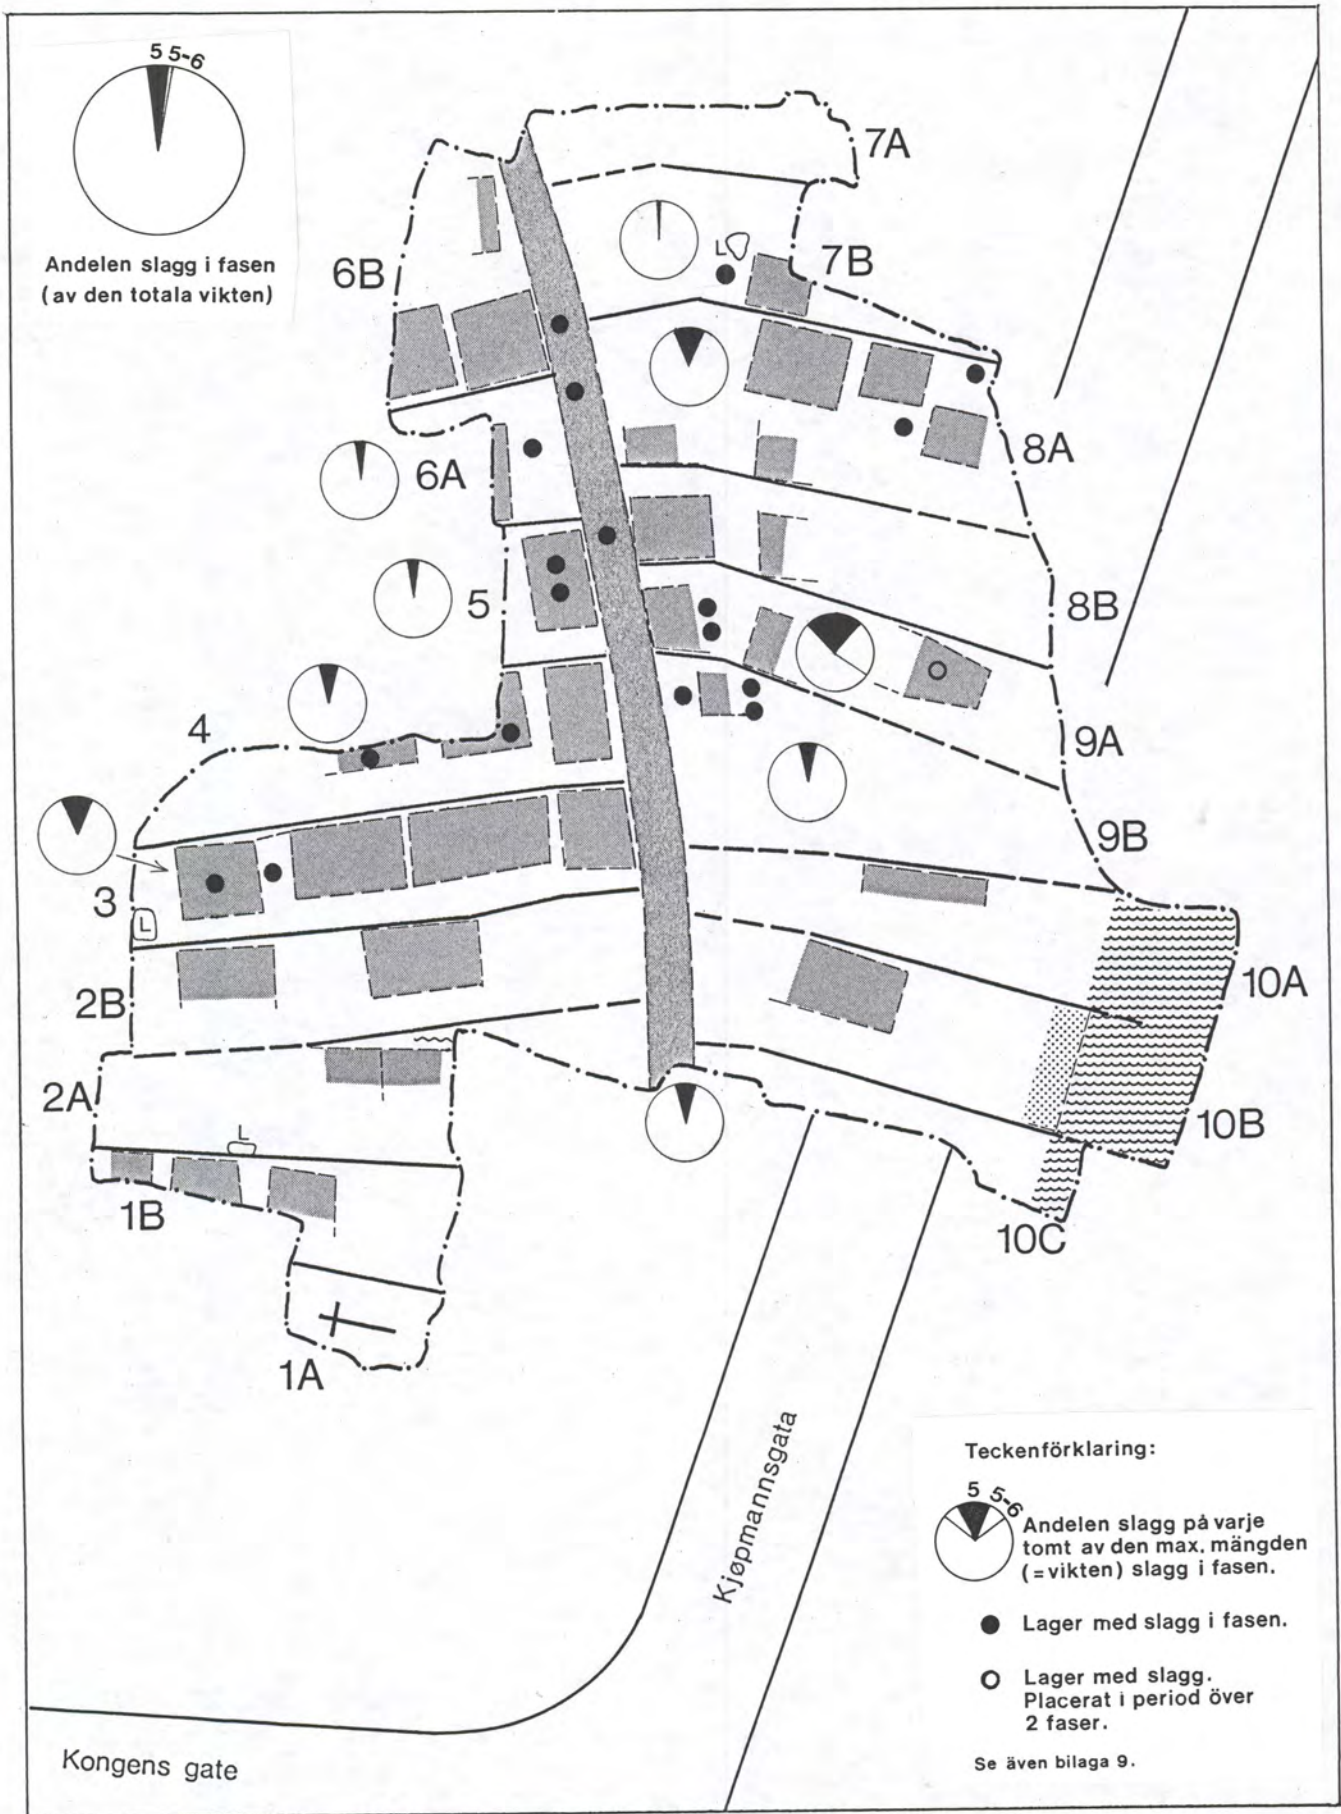 5 5-6
Andelen slagg i fasen
(av den totala vikten)
7A
6B
7B
L
6A
8A
5
8B
4
9A
9B
3
L
2B
10A
2A
L
10B
1B
10C
1A
Kjøpmannsgata
Kongens gate
Teckenförklaring:
5 5-6
Andelen slagg på varje
tomt av den max. mängden
(=vikten) slagg i fasen.
Lager med slagg i fasen.
Lager med slagg.
Placerat i period över
2 faser.
Se även bilaga 9.